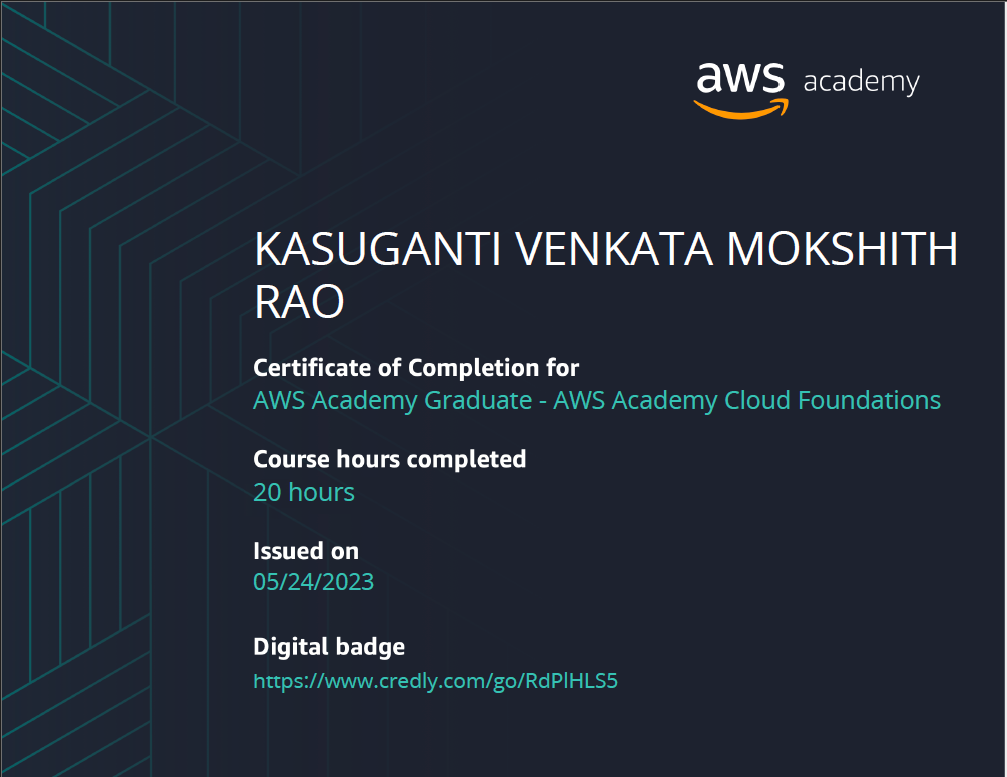 aws academy
KASUGANTI VENKATA MOKSHITH
RAO
Certificate of Completion for
AWS Academy Graduate - AWS Academy Cloud Foundations
Course hours completed
20 hours
Issued on
05/24/2023
Digital badge
https://www.credly.com/go/RdPlHLS5